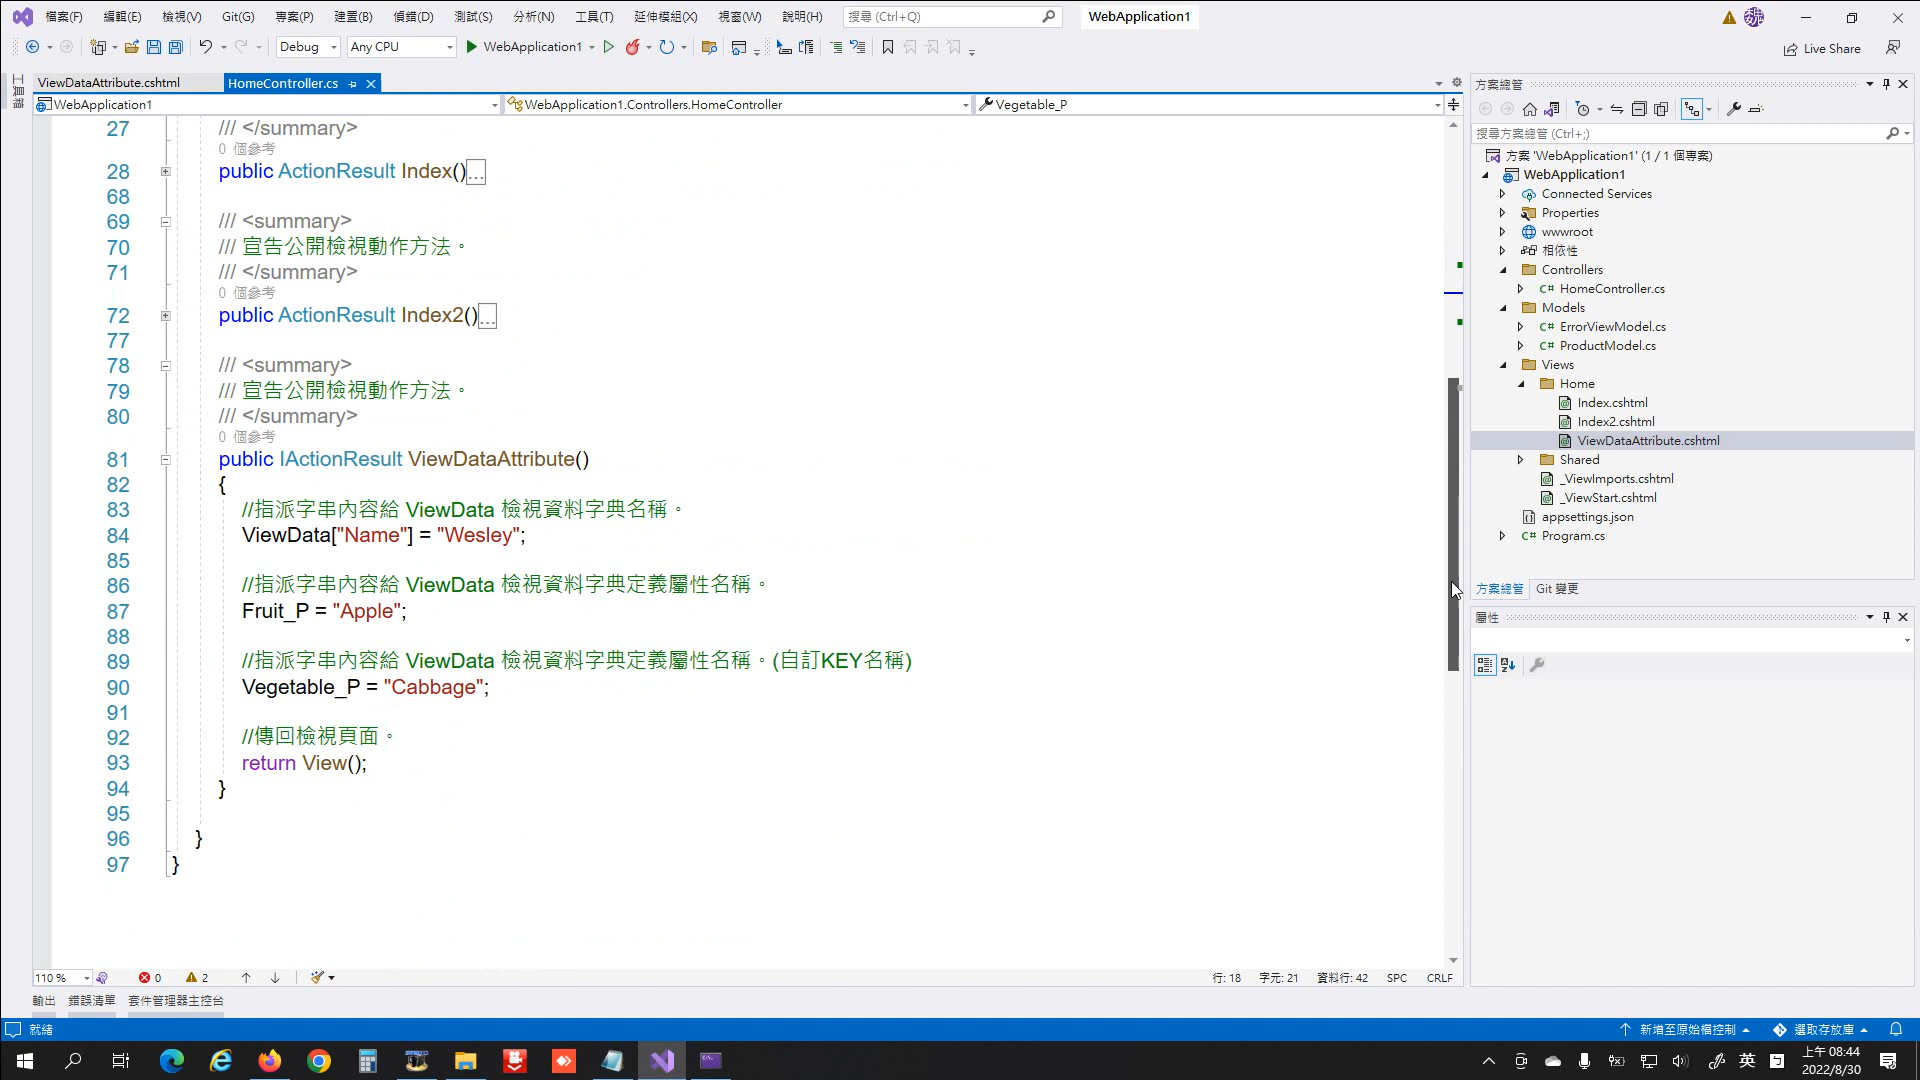 檔案(F) 編輯(E) 檢視(V) Git(G) 專案(P) 建置(B) 偵錯(D) 測試(S) 分析(N) 工具(T) 延伸模組(X) 視窗(W) 說明(H) 搜尋 (Ctrl+Q) WebApplication1
Debug Any CPU WebApplication1 Live Share
工具箱
ViewDataAttribute.cshtml HomeController.cs
WebApplication1 WebApplication1.Controllers.HomeController Vegetable_P
27 /// </summary>
0 個參考
28 public ActionResult Index()...
68
69 /// <summary>
70 /// 宣告公開檢視動作方法。
71 /// </summary>
0 個參考
72 public ActionResult Index2()...
77
78 /// <summary>
79 /// 宣告公開檢視動作方法。
80 /// </summary>
0 個參考
81 public IActionResult ViewDataAttribute()
82 {
83 //指派字串內容給 ViewData 檢視資料字典名稱。
84 ViewData["Name"] = "Wesley";
85
86 //指派字串內容給 ViewData 檢視資料字典定義屬性名稱。
87 Fruit_P = "Apple";
88
89 //指派字串內容給 ViewData 檢視資料字典定義屬性名稱。(自訂KEY名稱)
90 Vegetable_P = "Cabbage";
91
92 //傳回檢視頁面。
93 return View();
94 }
95
96 }
97 }
110 % 0 2 行: 18 字元: 21 資料行: 42 SPC CRLF
輸出 錯誤清單 套件管理器主控台
方案總管
搜尋方案總管 (Ctrl+;)
方案 'WebApplication1' (1 / 1 個專案)
WebApplication1
Connected Services
Properties
wwwroot
相依性
Controllers
C# HomeController.cs
Models
C# ErrorViewModel.cs
C# ProductModel.cs
Views
Home
Index.cshtml
Index2.cshtml
ViewDataAttribute.cshtml
Shared
_ViewImports.cshtml
_ViewStart.cshtml
appsettings.json
C# Program.cs
方案總管 Git 變更
屬性
就緒 新增至原始檔控制 選取存放庫
英 上午 08:44
2022/8/30